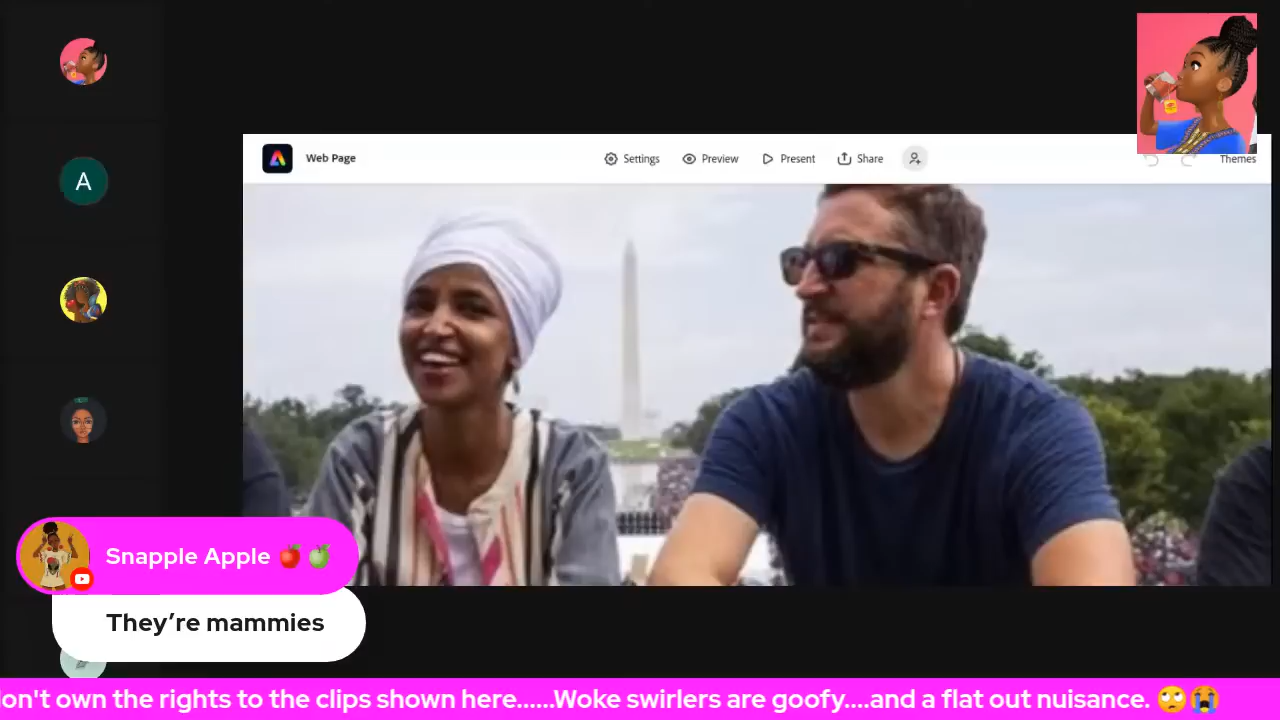 Web Page
Settings
Preview
Present
Share
Themes
A
Snapple Apple 🍎🍏
They’re mammies
don't own the rights to the clips shown here......Woke swirlers are goofy....and a flat out nuisance. 🙄😭